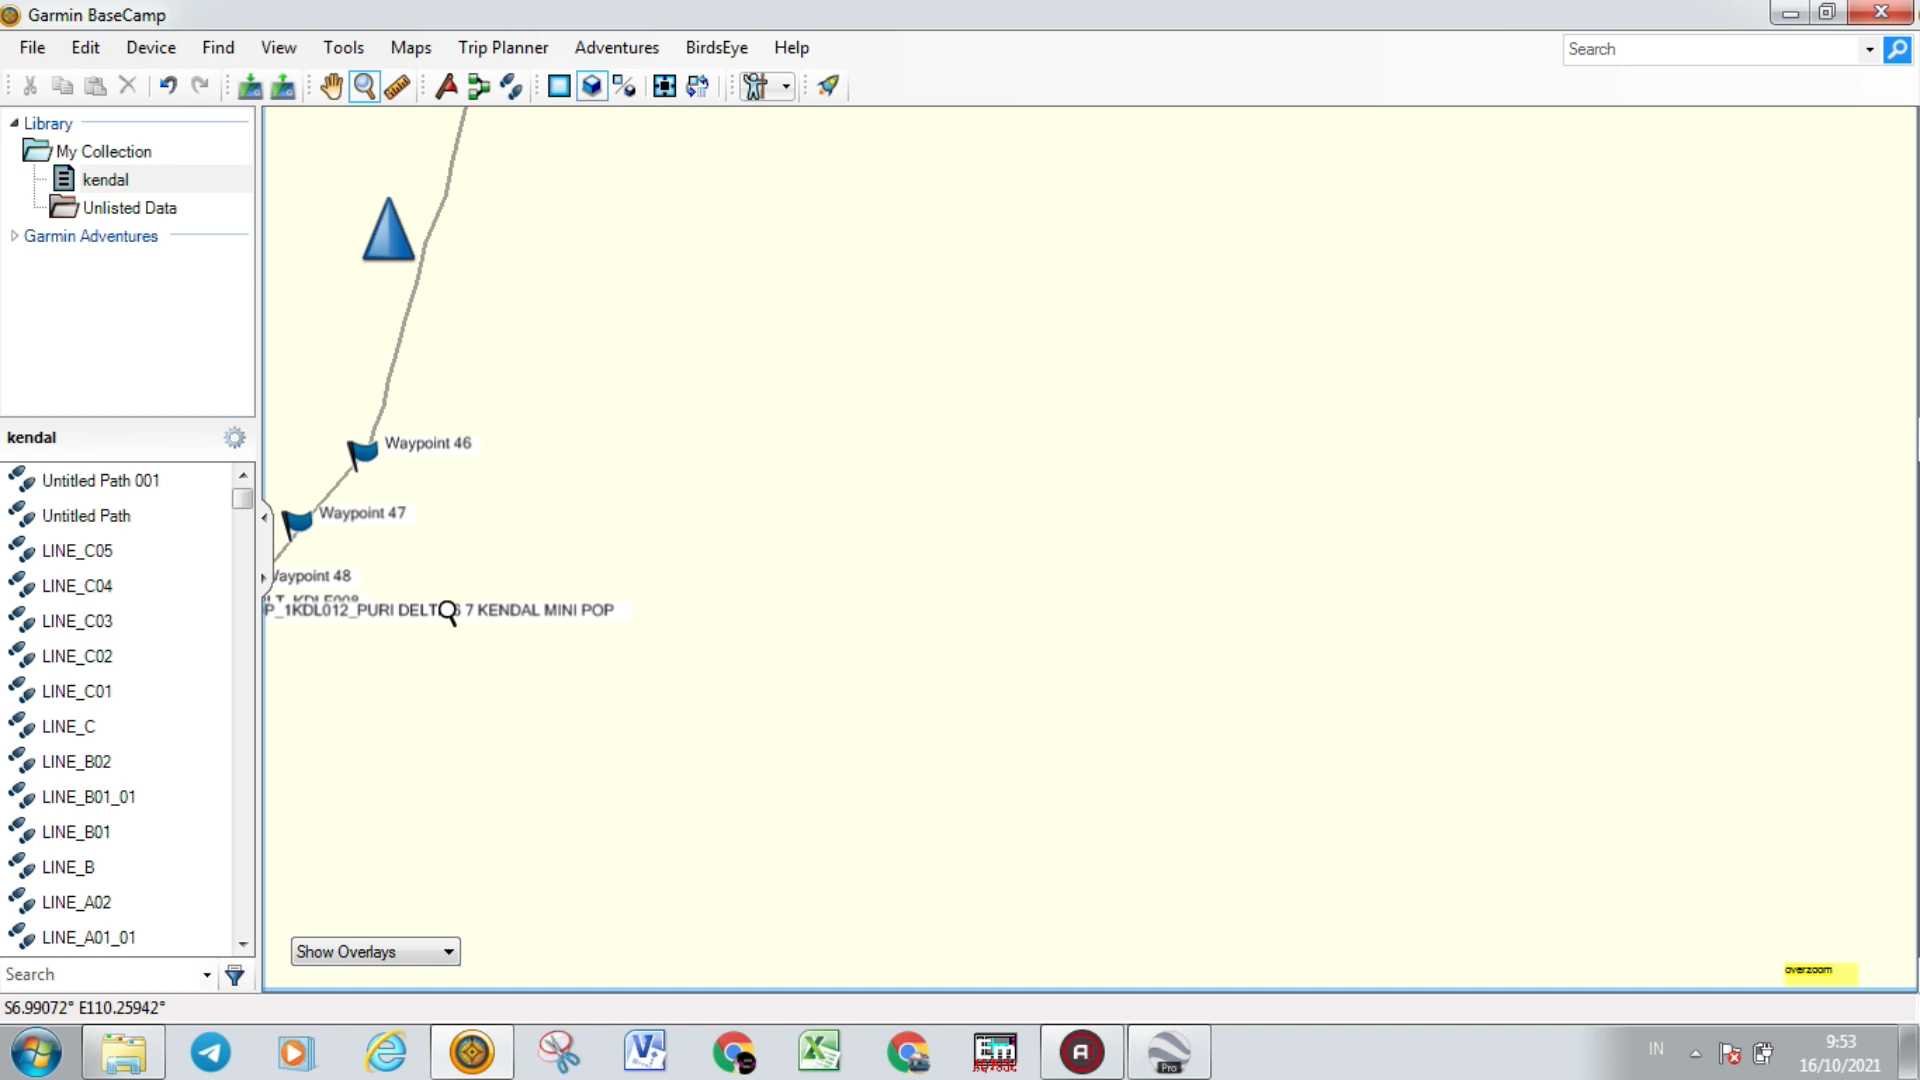 Garmin BaseCamp
File Edit Device Find View Tools Maps Trip Planner Adventures BirdsEye Help
Search
Library
My Collection
kendal
Unlisted Data
Garmin Adventures
kendal
Untitled Path 001
Untitled Path
LINE_C05
LINE_C04
LINE_C03
LINE_C02
LINE_C01
LINE_C
LINE_B02
LINE_B01_01
LINE_B01
LINE_B
LINE_A02
LINE_A01_01
Search
Waypoint 46
Waypoint 47
aypoint 48
P_1KDL012_PURI DELT 6 7 KENDAL MINI POP
Show Overlays
overzoom
S6.99072° E110.25942°
Pro
IN
9:53
16/10/2021